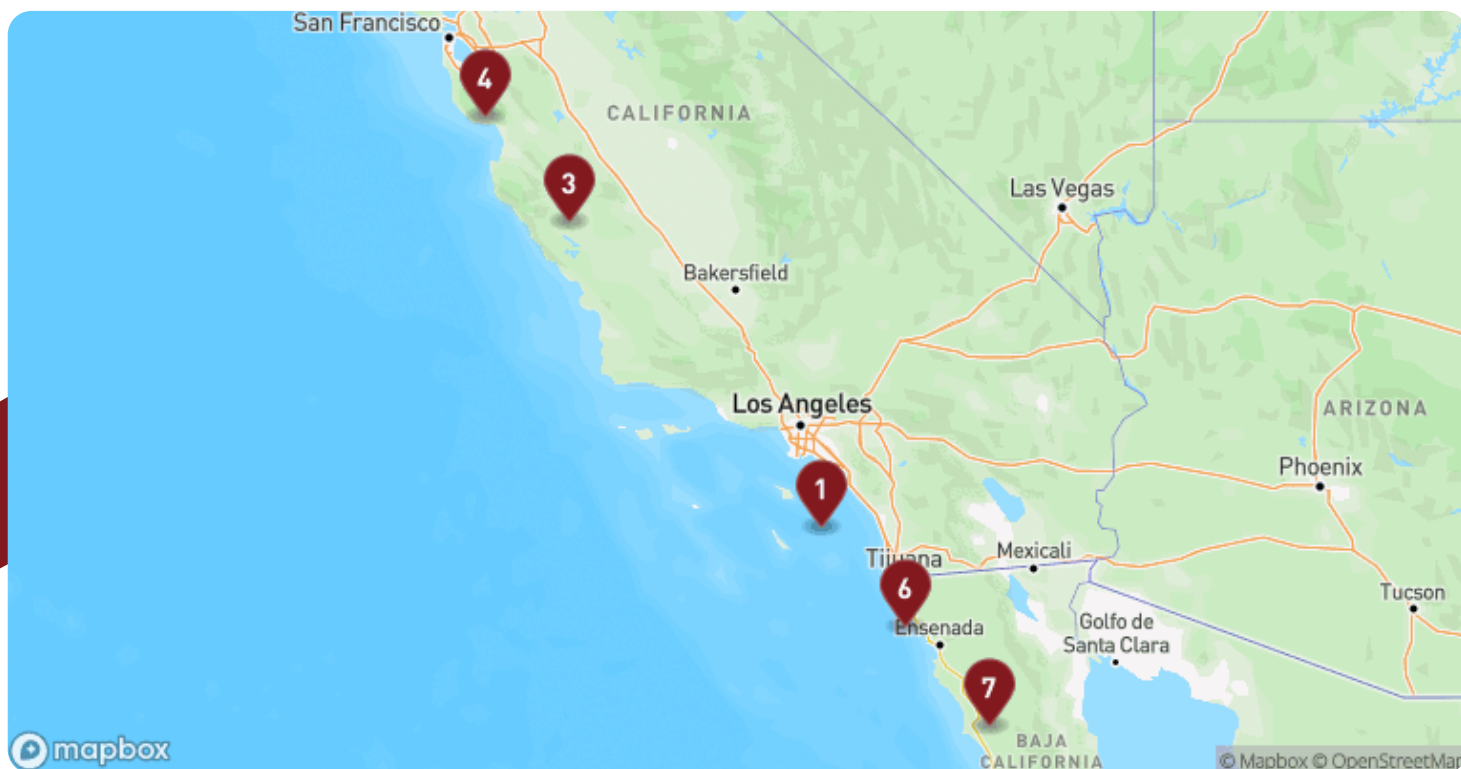 San Francisco
4
CALIFORNIA
3
Las Vegas
Bakersfield
Los Angeles
ARIZONA
Phoenix
1
Mexicali
Tijuana
6
Tucson
Golfo de
Santa Clara
Ensenada
7
BAJA
CALIFORNIA
mapbox
© Mapbox © OpenStreetMap